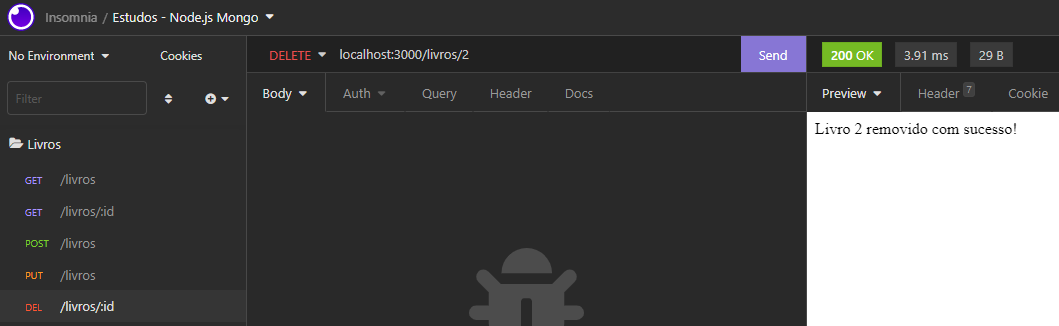 Insomnia / Estudos - Node.js Mongo
No Environment Cookies
DELETE localhost:3000/livros/2 Send
200 OK 3.91 ms 29 B
Filter
Body Auth Query Header Docs
Preview Header 7 Cookie
Livro 2 removido com sucesso!
Livros
GET /livros
GET /livros/:id
POST /livros
PUT /livros
DEL /livros/:id